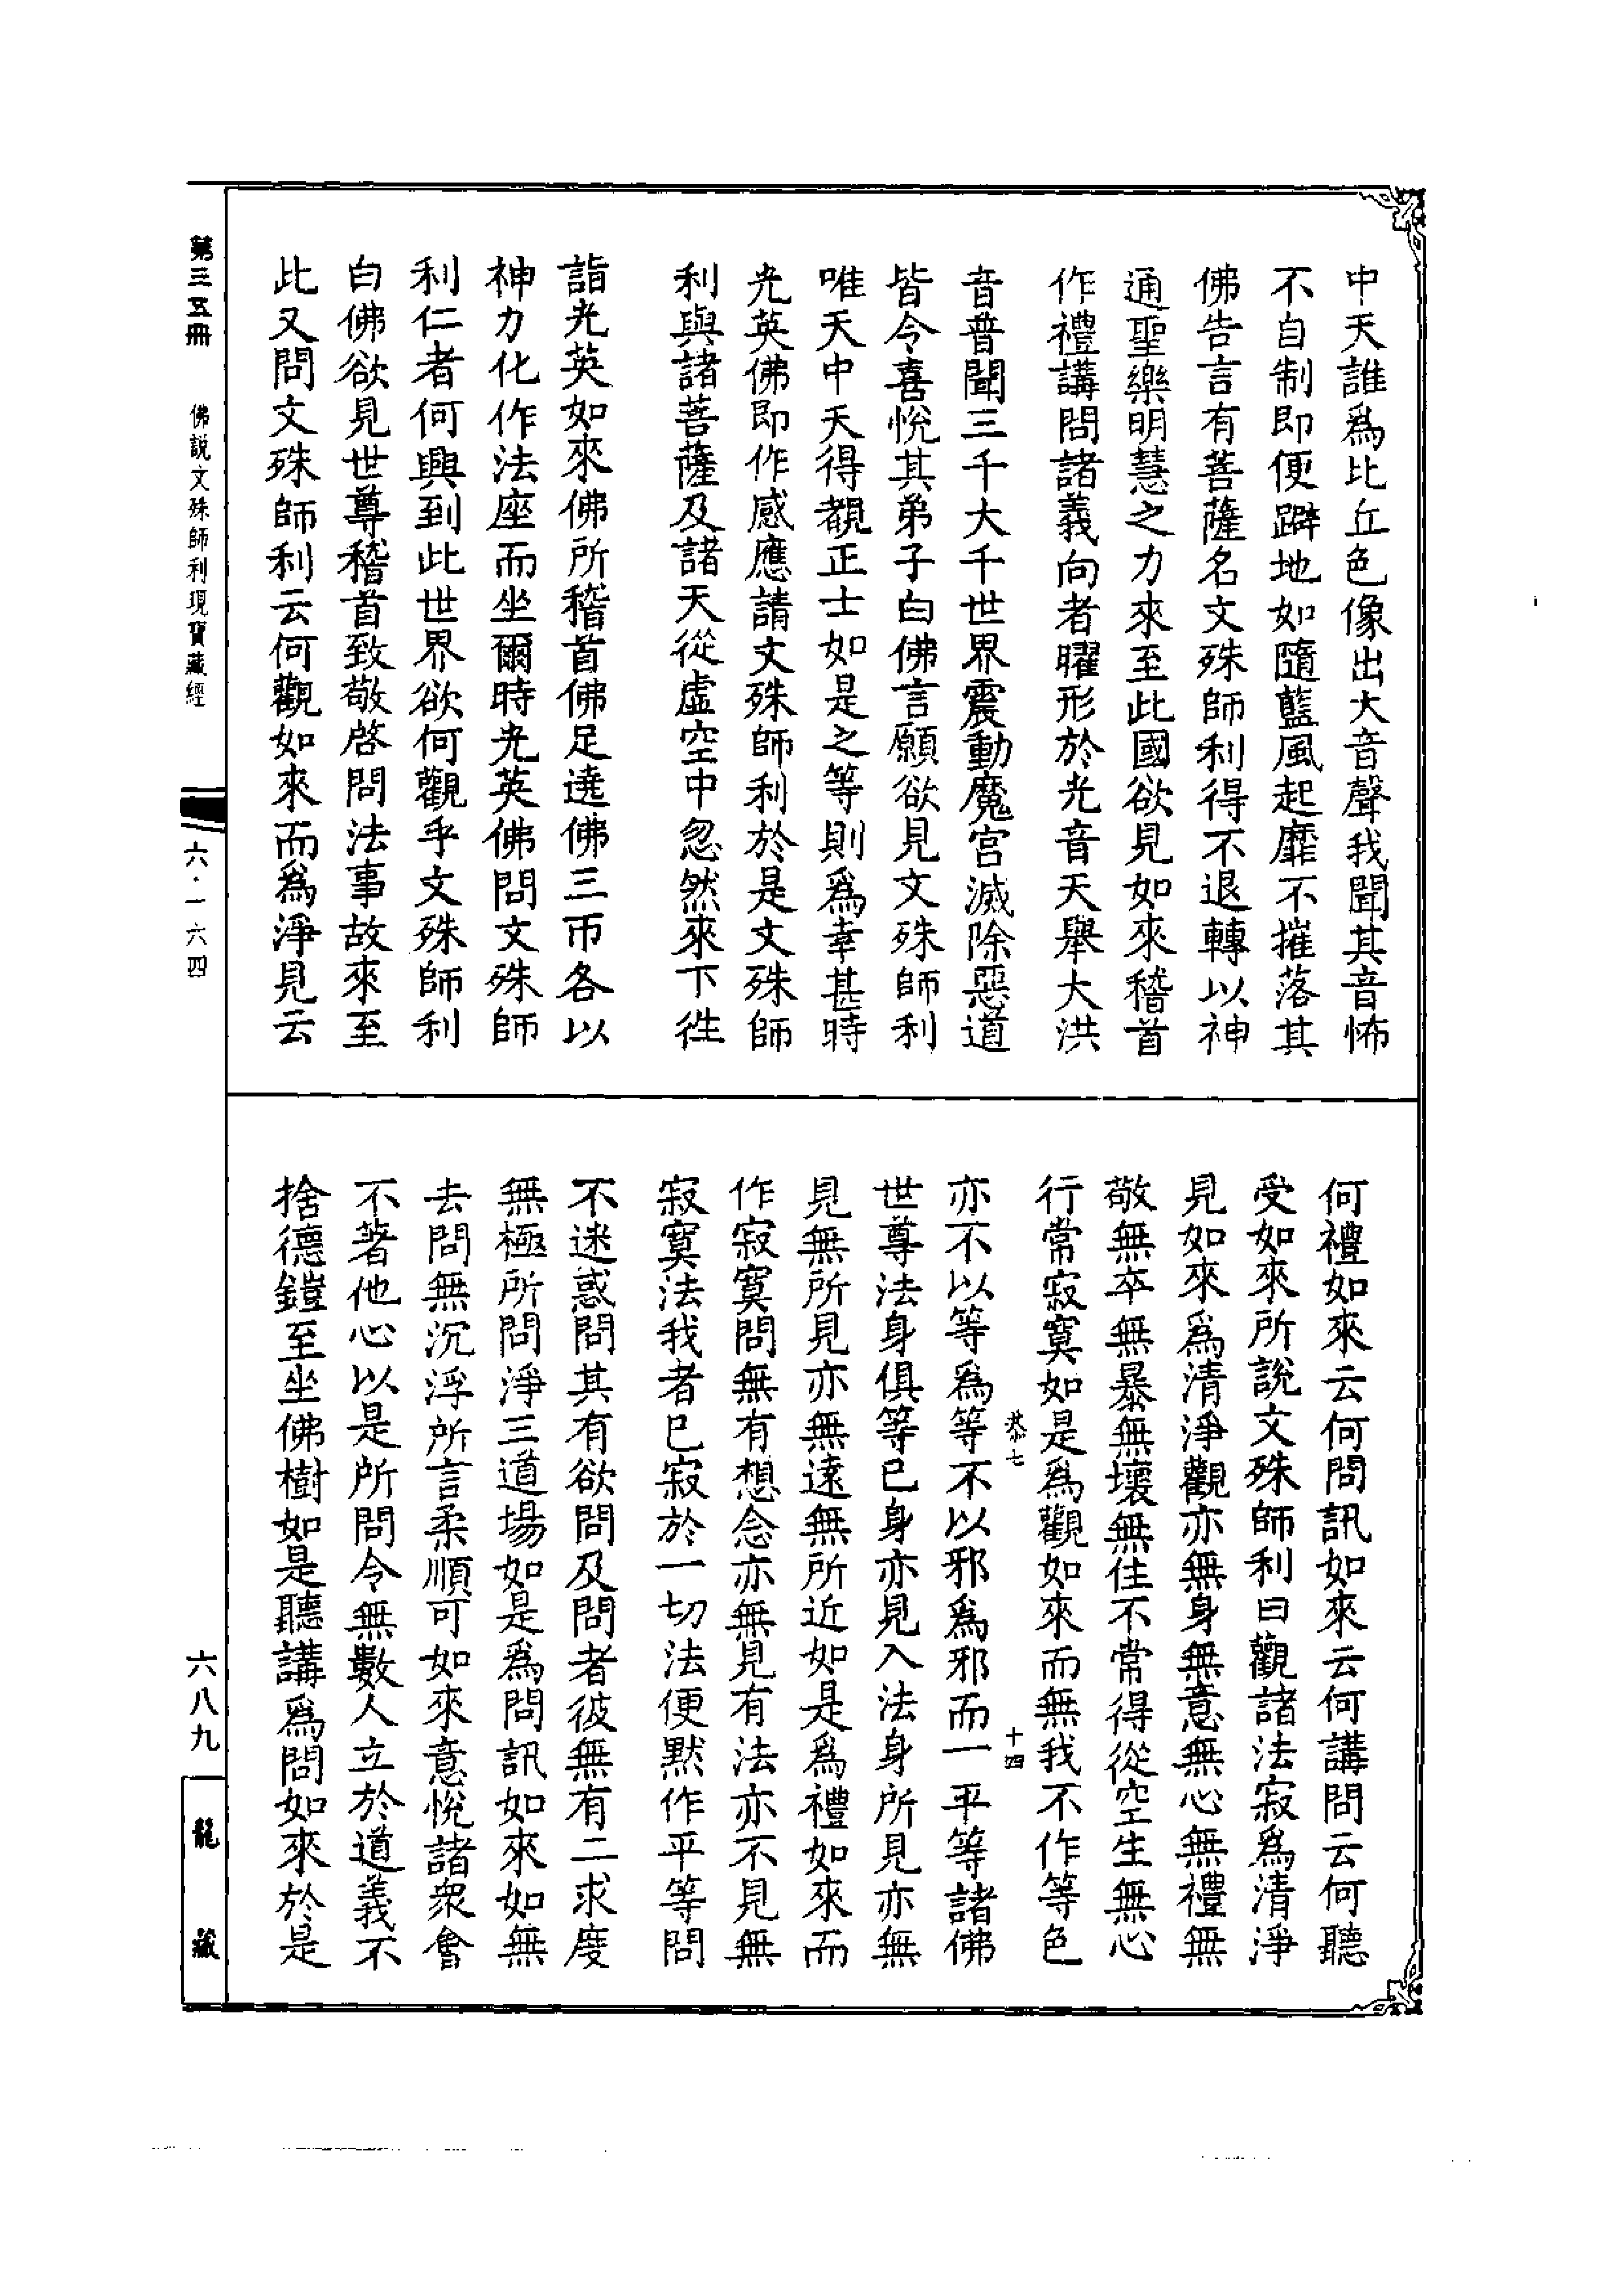 中天誰爲比丘色像出大音聲我聞其音怖
不自制即便躃地如隨藍風起靡不摧落其
佛告言有菩薩名文殊師利得不退轉以神
通聖樂明慧之力來至此國欲見如來稽首
作禮講問諸義向者曜形於光音天舉大洪
音普聞三千大千世界震動魔宮滅除惡道
皆令喜悅其弟子白佛言願欲見文殊師利
唯天中天得覩正士如是之等則爲幸甚時
光英佛即作感應請文殊師利於是文殊師
利與諸菩薩及諸天從虛空中忽然來下徃
詣光英如來佛所稽首佛足遶佛三帀各以
神力化作法座而坐爾時光英佛問文殊師
利仁者何興到此世界欲何觀乎文殊師利
白佛欲見世尊稽首致敬啓問法事故來至
此又問文殊師利云何觀如來而爲淨見云
何禮如來云何問訊如來云何講問云何聽
受如來所說文殊師利曰觀諸法寂爲清淨
見如來爲清淨觀亦無身無意無心無禮無
敬無卒無暴無壞無住不常得從空生無心
行常寂寞如是爲觀如來而無我不作等色
恭七 十四
亦不以等爲等不以邪爲邪而一平等諸佛
世尊法身俱等已身亦見入法身所見亦無
見無所見亦無遠無所近如是爲禮如來而
作寂寞問無有想念亦無見有法亦不見無
寂寞法我者已寂於一切法便默作平等問
不迷惑問其有欲問及問者彼無有二求度
無極所問淨三道場如是爲問訊如來如無
去問無沉浮所言柔順可如來意悅諸衆會
不著他心以是所問令無數人立於道義不
捨德鎧至坐佛樹如是聽講爲問如來於是
第三五冊 佛說文殊師利現寶藏經 六·一六四 六八九 龍藏